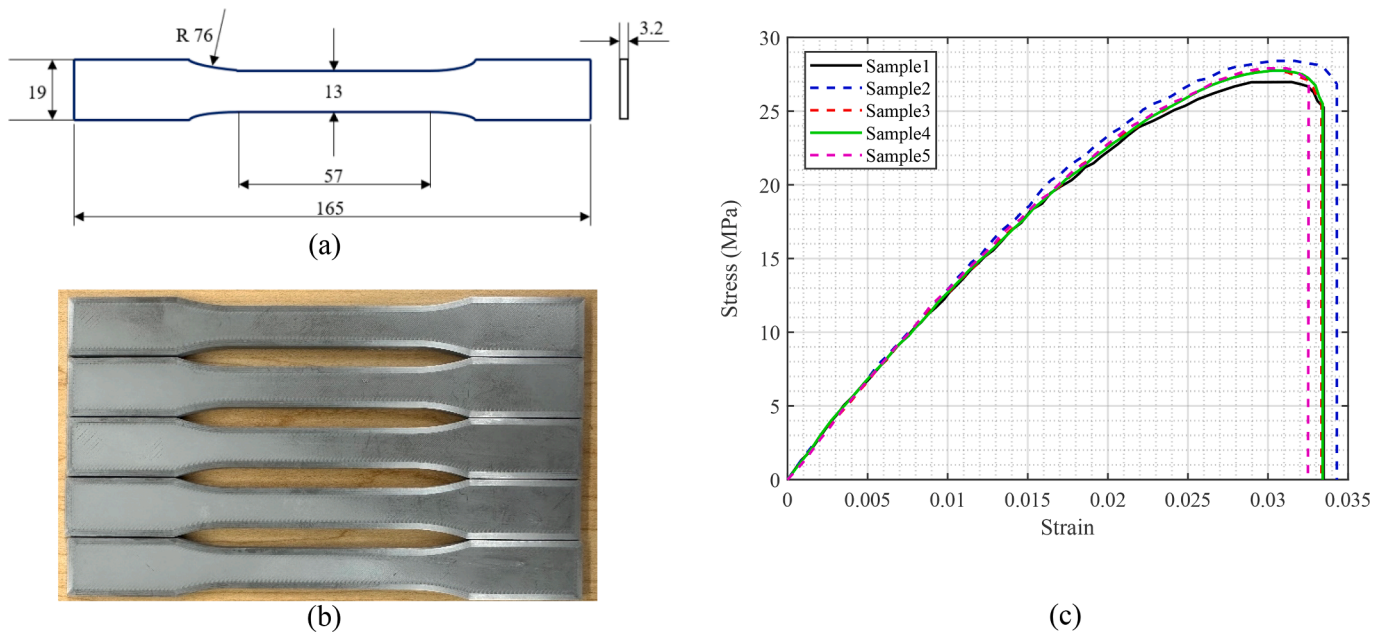 R 76
3.2
19
13
57
165
(a)
(b)
30
25
20
15
10
5
0
Stress (MPa)
Sample1
Sample2
Sample3
Sample4
Sample5
0 0.005 0.01 0.015 0.02 0.025 0.03 0.035
Strain
(c)